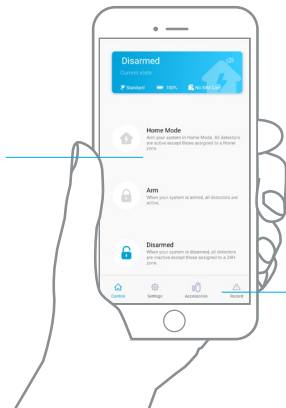 Disarmed
Current state
Standard 100% No SIM Card
Home Mode
Arm your system in Home Mode. All detectors
are active except those assigned to a Home
zone.
Arm
When your system is armed, all detectors are
active.
Disarmed
When your system is disarmed, all detectors
are inactive except those assigned to a 24H
zone.
Control Settings Accessories Record